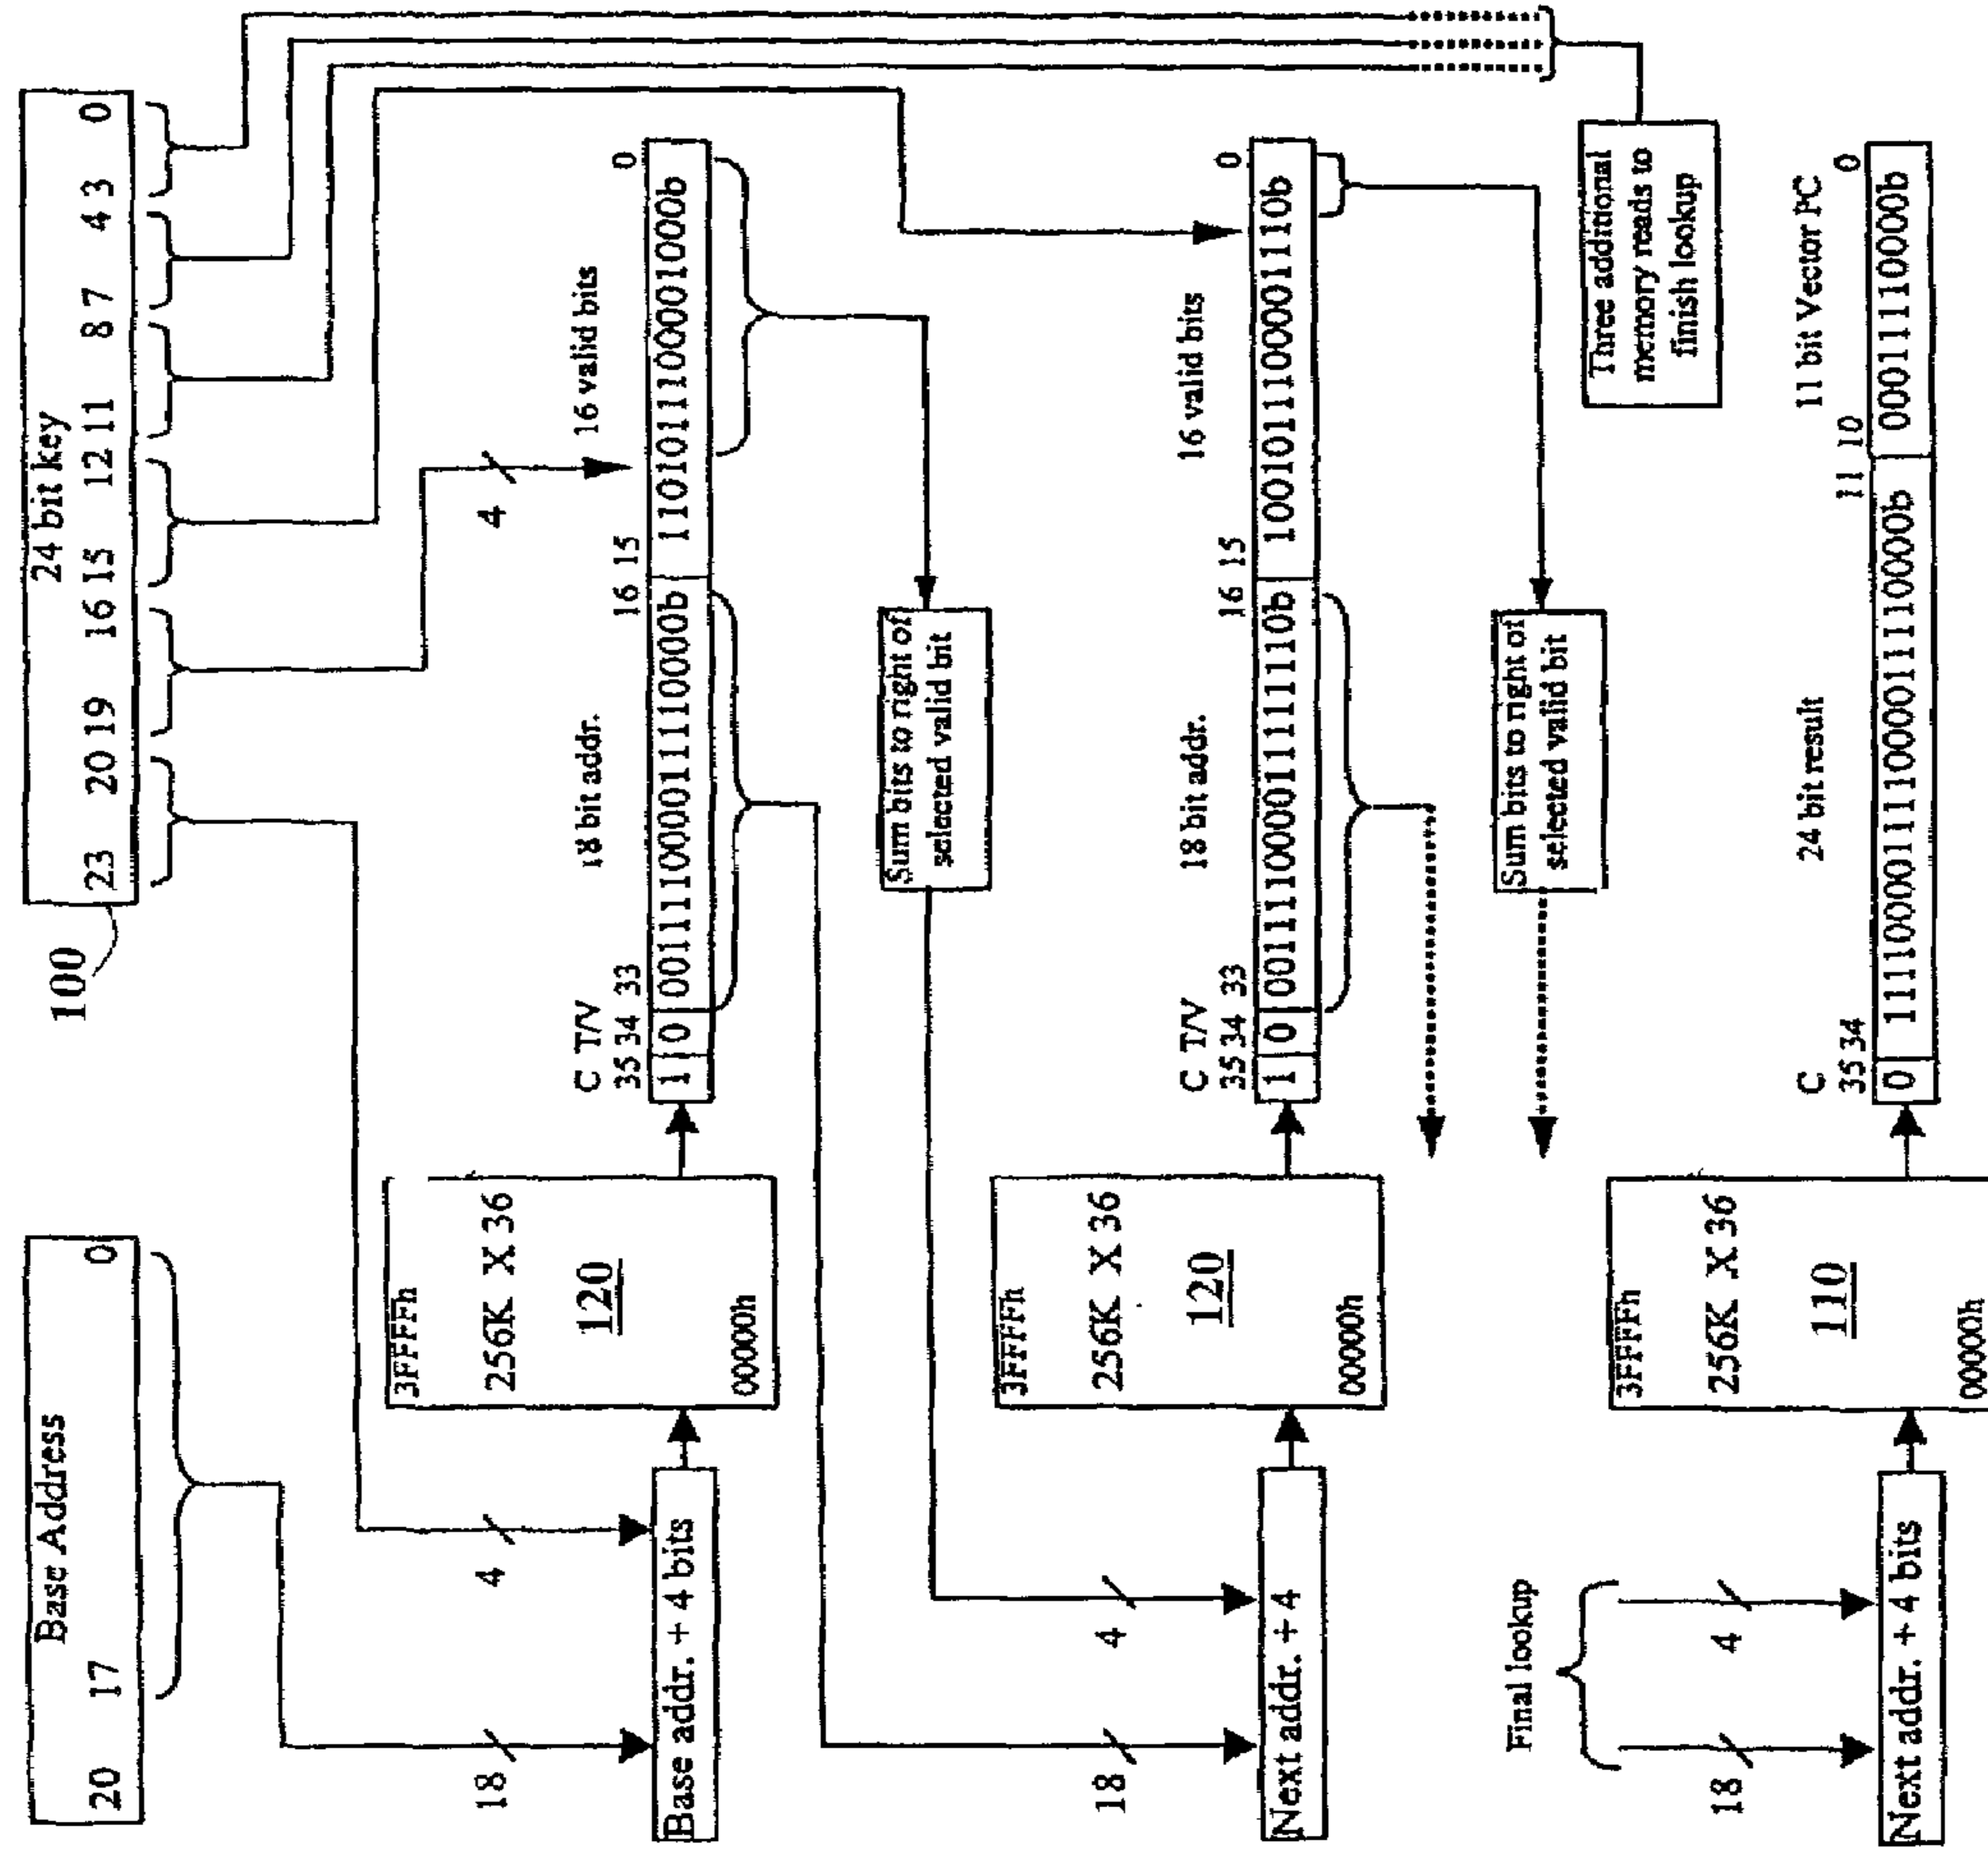 Base Address
20 17 0
24 bit key
23 20 19 16 15 12 11 8 7 4 3 0
100
18
4
Base addr. + 4 bits
3FFFFh
256K X 36
120
00000h
C T/V
35 34 33
18 bit addr.
16 15
16 valid bits
0
1 0 001111000011110000b 1101011100001000b
4
Sum bits to right of
selected valid bit
18
4
Next addr. + 4
3FFFFh
256K X 36
120
00000h
C T/V
35 34 33
18 bit addr.
16 15
16 valid bits
0
1 0 001111000011111110b 1001011100001110b
Sum bits to right of
selected valid bit
Three additional
memory reads to
finish lookup
Final lookup
18
4
Next addr. + 4 bits
3FFFFh
256K X 36
110
00000h
C
35 34
24 bit result
11 10
11 bit Vector PC
0
0 111100001111000011110000b 00011110000b